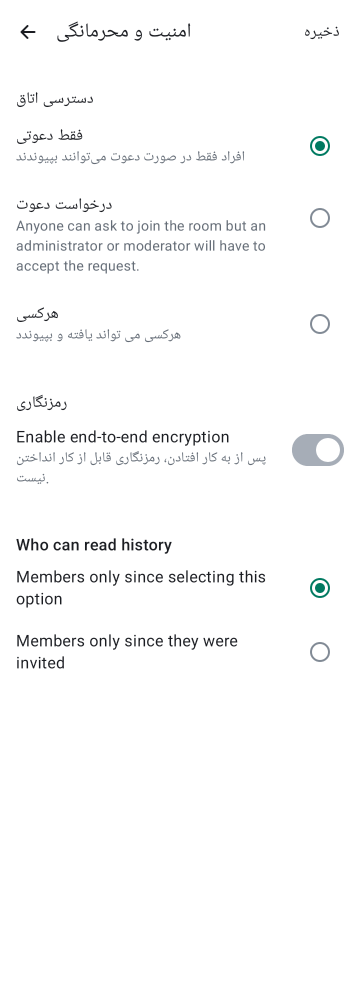 امنیت و محرمانگی
ذخیره
دسترسی اتاق
فقط دعوتی
افراد فقط در صورت دعوت می‌توانند بپیوندند
درخواست دعوت
Anyone can ask to join the room but an
administrator or moderator will have to
accept the request.
هرکسی
هرکسی می تواند یافته و بپیوندد
رمزنگاری
Enable end-to-end encryption
پس از به کار افتادن، رمزنگاری قابل از کار انداختن
نیست.
Who can read history
Members only since selecting this
option
Members only since they were
invited